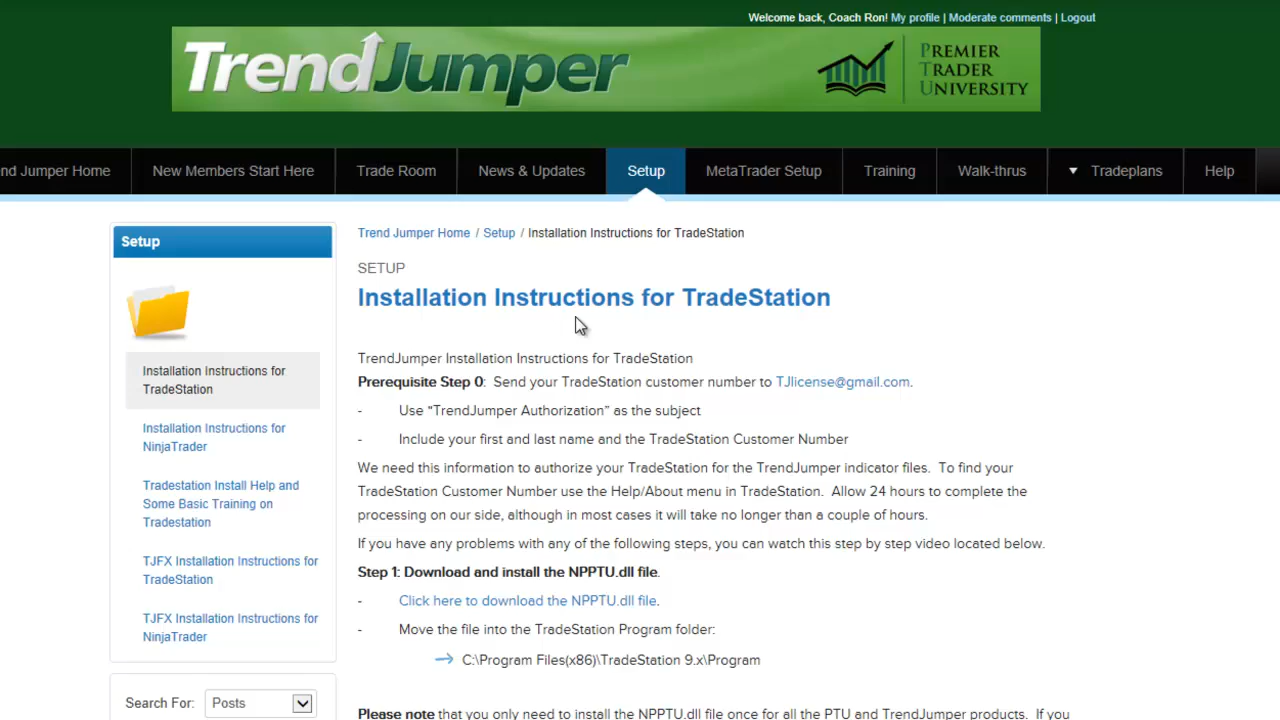 Welcome back, Coach Ron! My profile | Moderate comments | Logout
TrendJumper
PREMIER
TRADER
UNIVERSITY
nd Jumper Home
New Members Start Here
Trade Room
News & Updates
Setup
MetaTrader Setup
Training
Walk-thrus
Tradeplans
Help
Setup
Installation Instructions for
TradeStation
Installation Instructions for
NinjaTrader
Tradestation Install Help and
Some Basic Training on
Tradestation
TJFX Installation Instructions for
TradeStation
TJFX Installation Instructions for
NinjaTrader
Search For: Posts
Trend Jumper Home / Setup / Installation Instructions for TradeStation
SETUP
Installation Instructions for TradeStation
TrendJumper Installation Instructions for TradeStation
Prerequisite Step 0: Send your TradeStation customer number to TJlicense@gmail.com.
- Use “TrendJumper Authorization” as the subject
- Include your first and last name and the TradeStation Customer Number
We need this information to authorize your TradeStation for the TrendJumper indicator files. To find your
TradeStation Customer Number use the Help/About menu in TradeStation. Allow 24 hours to complete the
processing on our side, although in most cases it will take no longer than a couple of hours.
If you have any problems with any of the following steps, you can watch this step by step video located below.
Step 1: Download and install the NPPTU.dll file.
- Click here to download the NPPTU.dll file.
- Move the file into the TradeStation Program folder:
→ C:\Program Files(x86)\TradeStation 9.x\Program
Please note that you only need to install the NPPTU.dll file once for all the PTU and TrendJumper products. If you